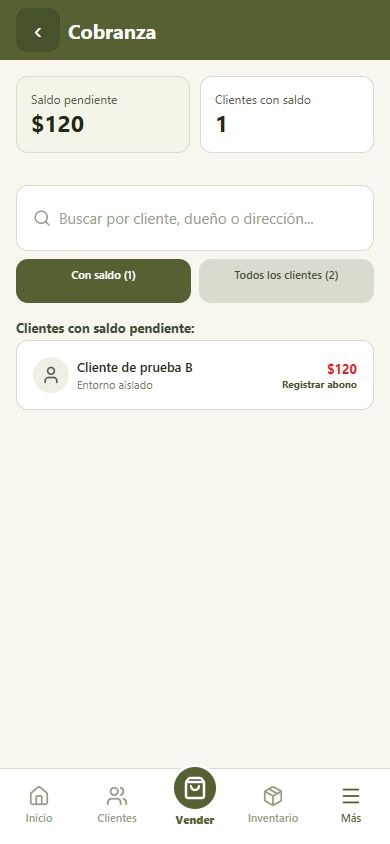 Cobranza
Saldo pendiente
$120
Clientes con saldo
1
Buscar por cliente, dueño o dirección...
Con saldo (1)
Todos los clientes (2)
Clientes con saldo pendiente:
Cliente de prueba B
Entorno aislado
$120
Registrar abono
Inicio
Clientes
Vender
Inventario
Más